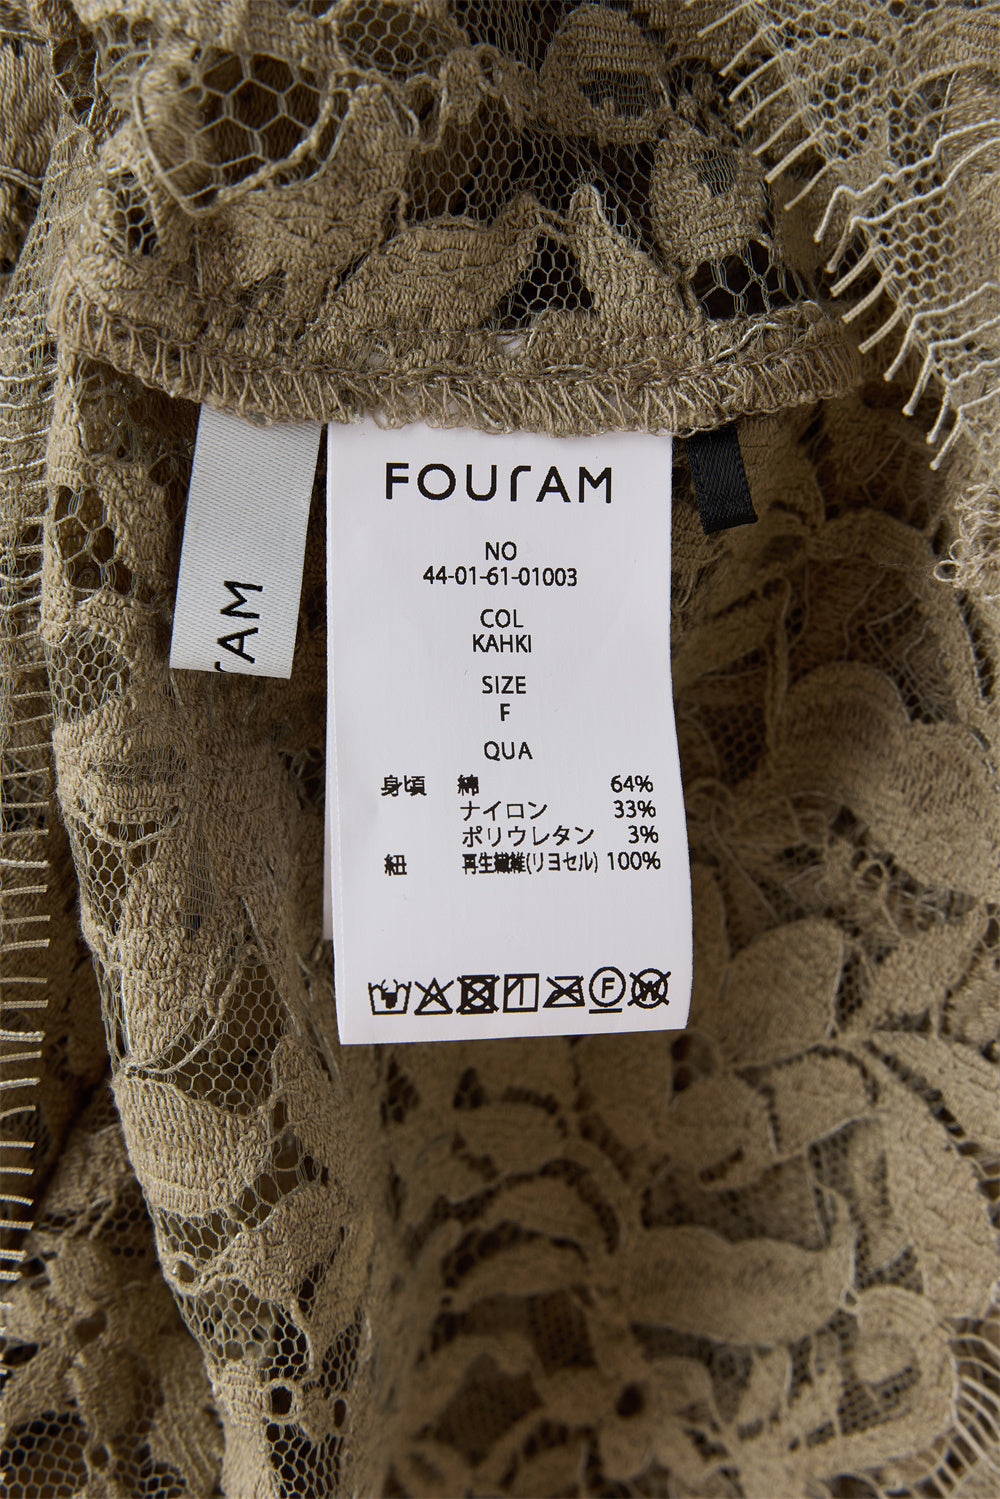 FOURAM
NO
44-01-61-01003
COL
KAHKI
SIZE
F
QUA
身頃 綿 64%
ナイロン 33%
ポリウレタン 3%
紐 再生繊維(リヨセル) 100%
F
W
RAM